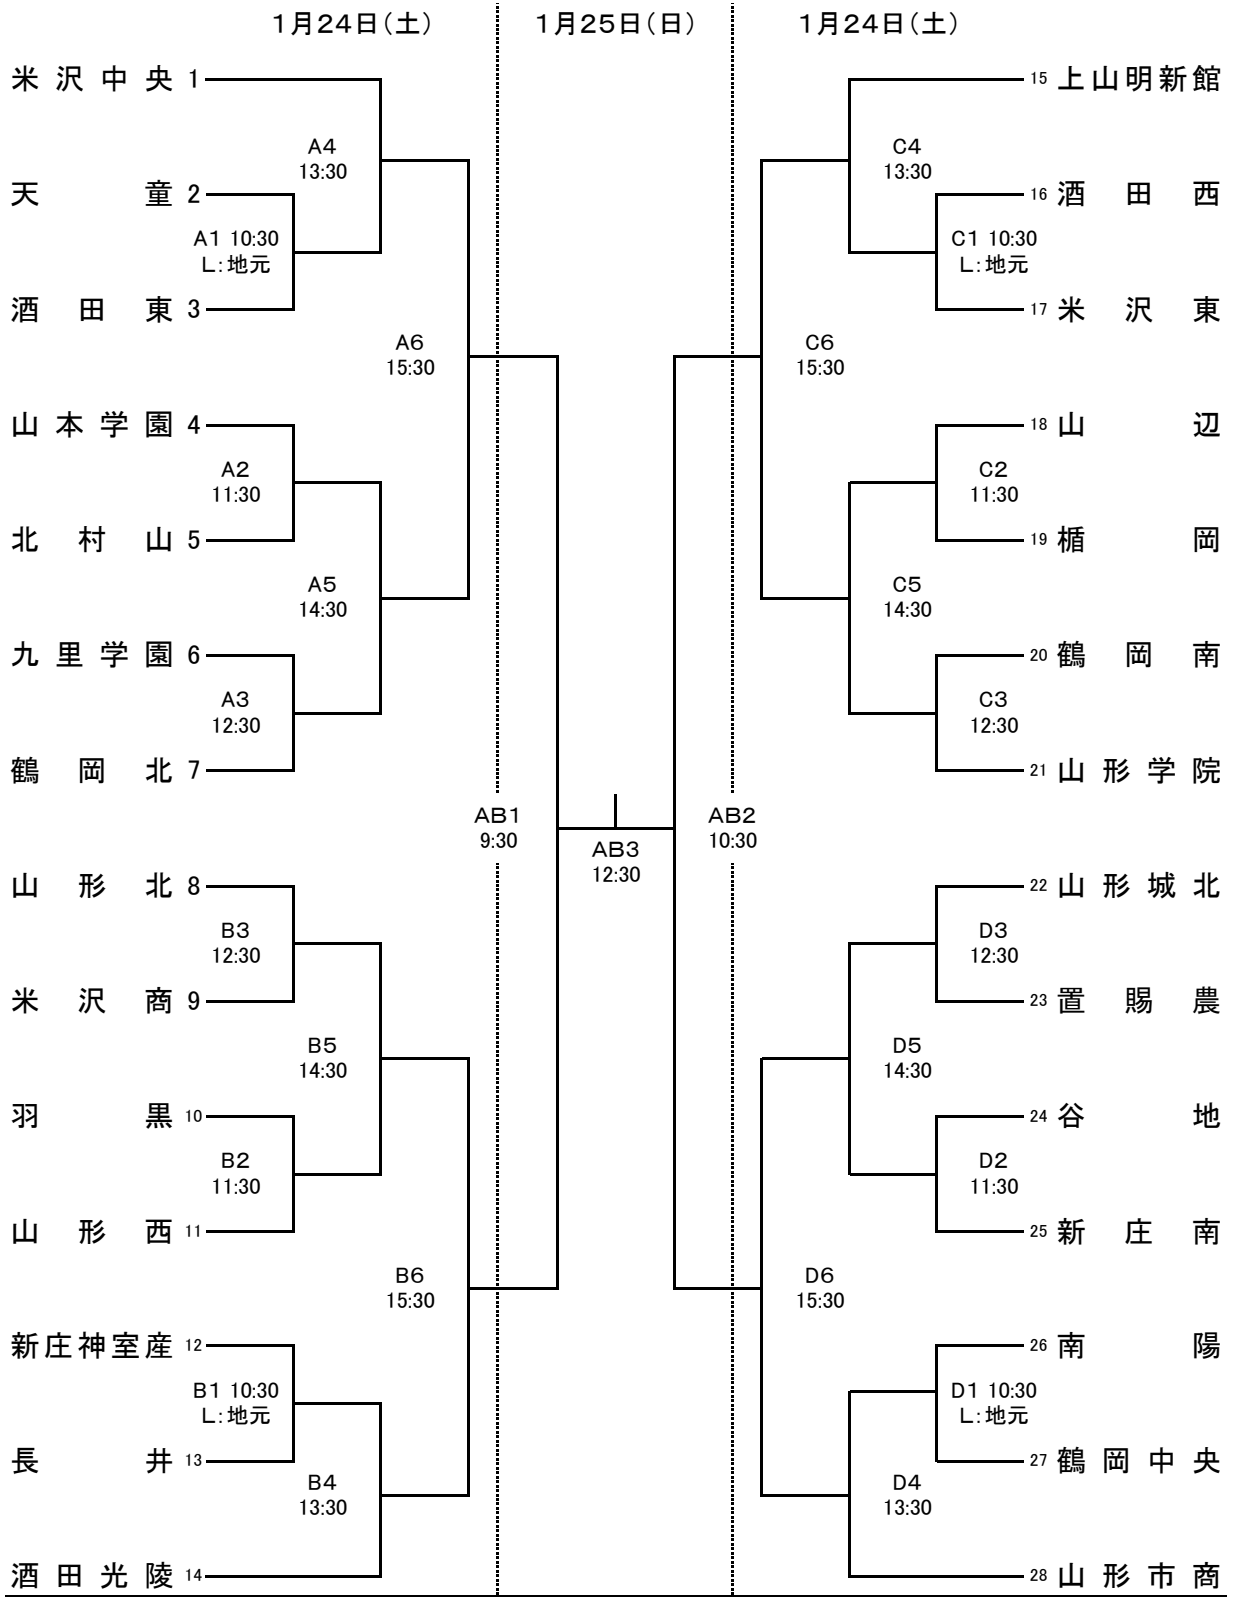 1月24日(土)
1月25日(日)
1月24日(土)
米沢中央 1
A4
13:30
天童 2
A1 10:30
L:地元
酒田東 3
A6
15:30
山本学園 4
A2
11:30
北村山 5
A5
14:30
九里学園 6
A3
12:30
鶴岡北 7
山形北 8
B3
12:30
米沢商 9
B5
14:30
羽黒 10
B2
11:30
山形西 11
B6
15:30
新庄神室産 12
B1 10:30
L:地元
長井 13
B4
13:30
酒田光陵 14
AB1
9:30
AB3
12:30
AB2
10:30
15 上山明新館
C4
13:30
16 酒田西
C1 10:30
L:地元
17 米沢東
C6
15:30
18 山辺
C2
11:30
19 楯岡
C5
14:30
20 鶴岡南
C3
12:30
21 山形学院
22 山形城北
D3
12:30
23 置賜農
D5
14:30
24 谷地
D2
11:30
25 新庄南
D6
15:30
26 南陽
D1 10:30
L:地元
27 鶴岡中央
D4
13:30
28 山形市商